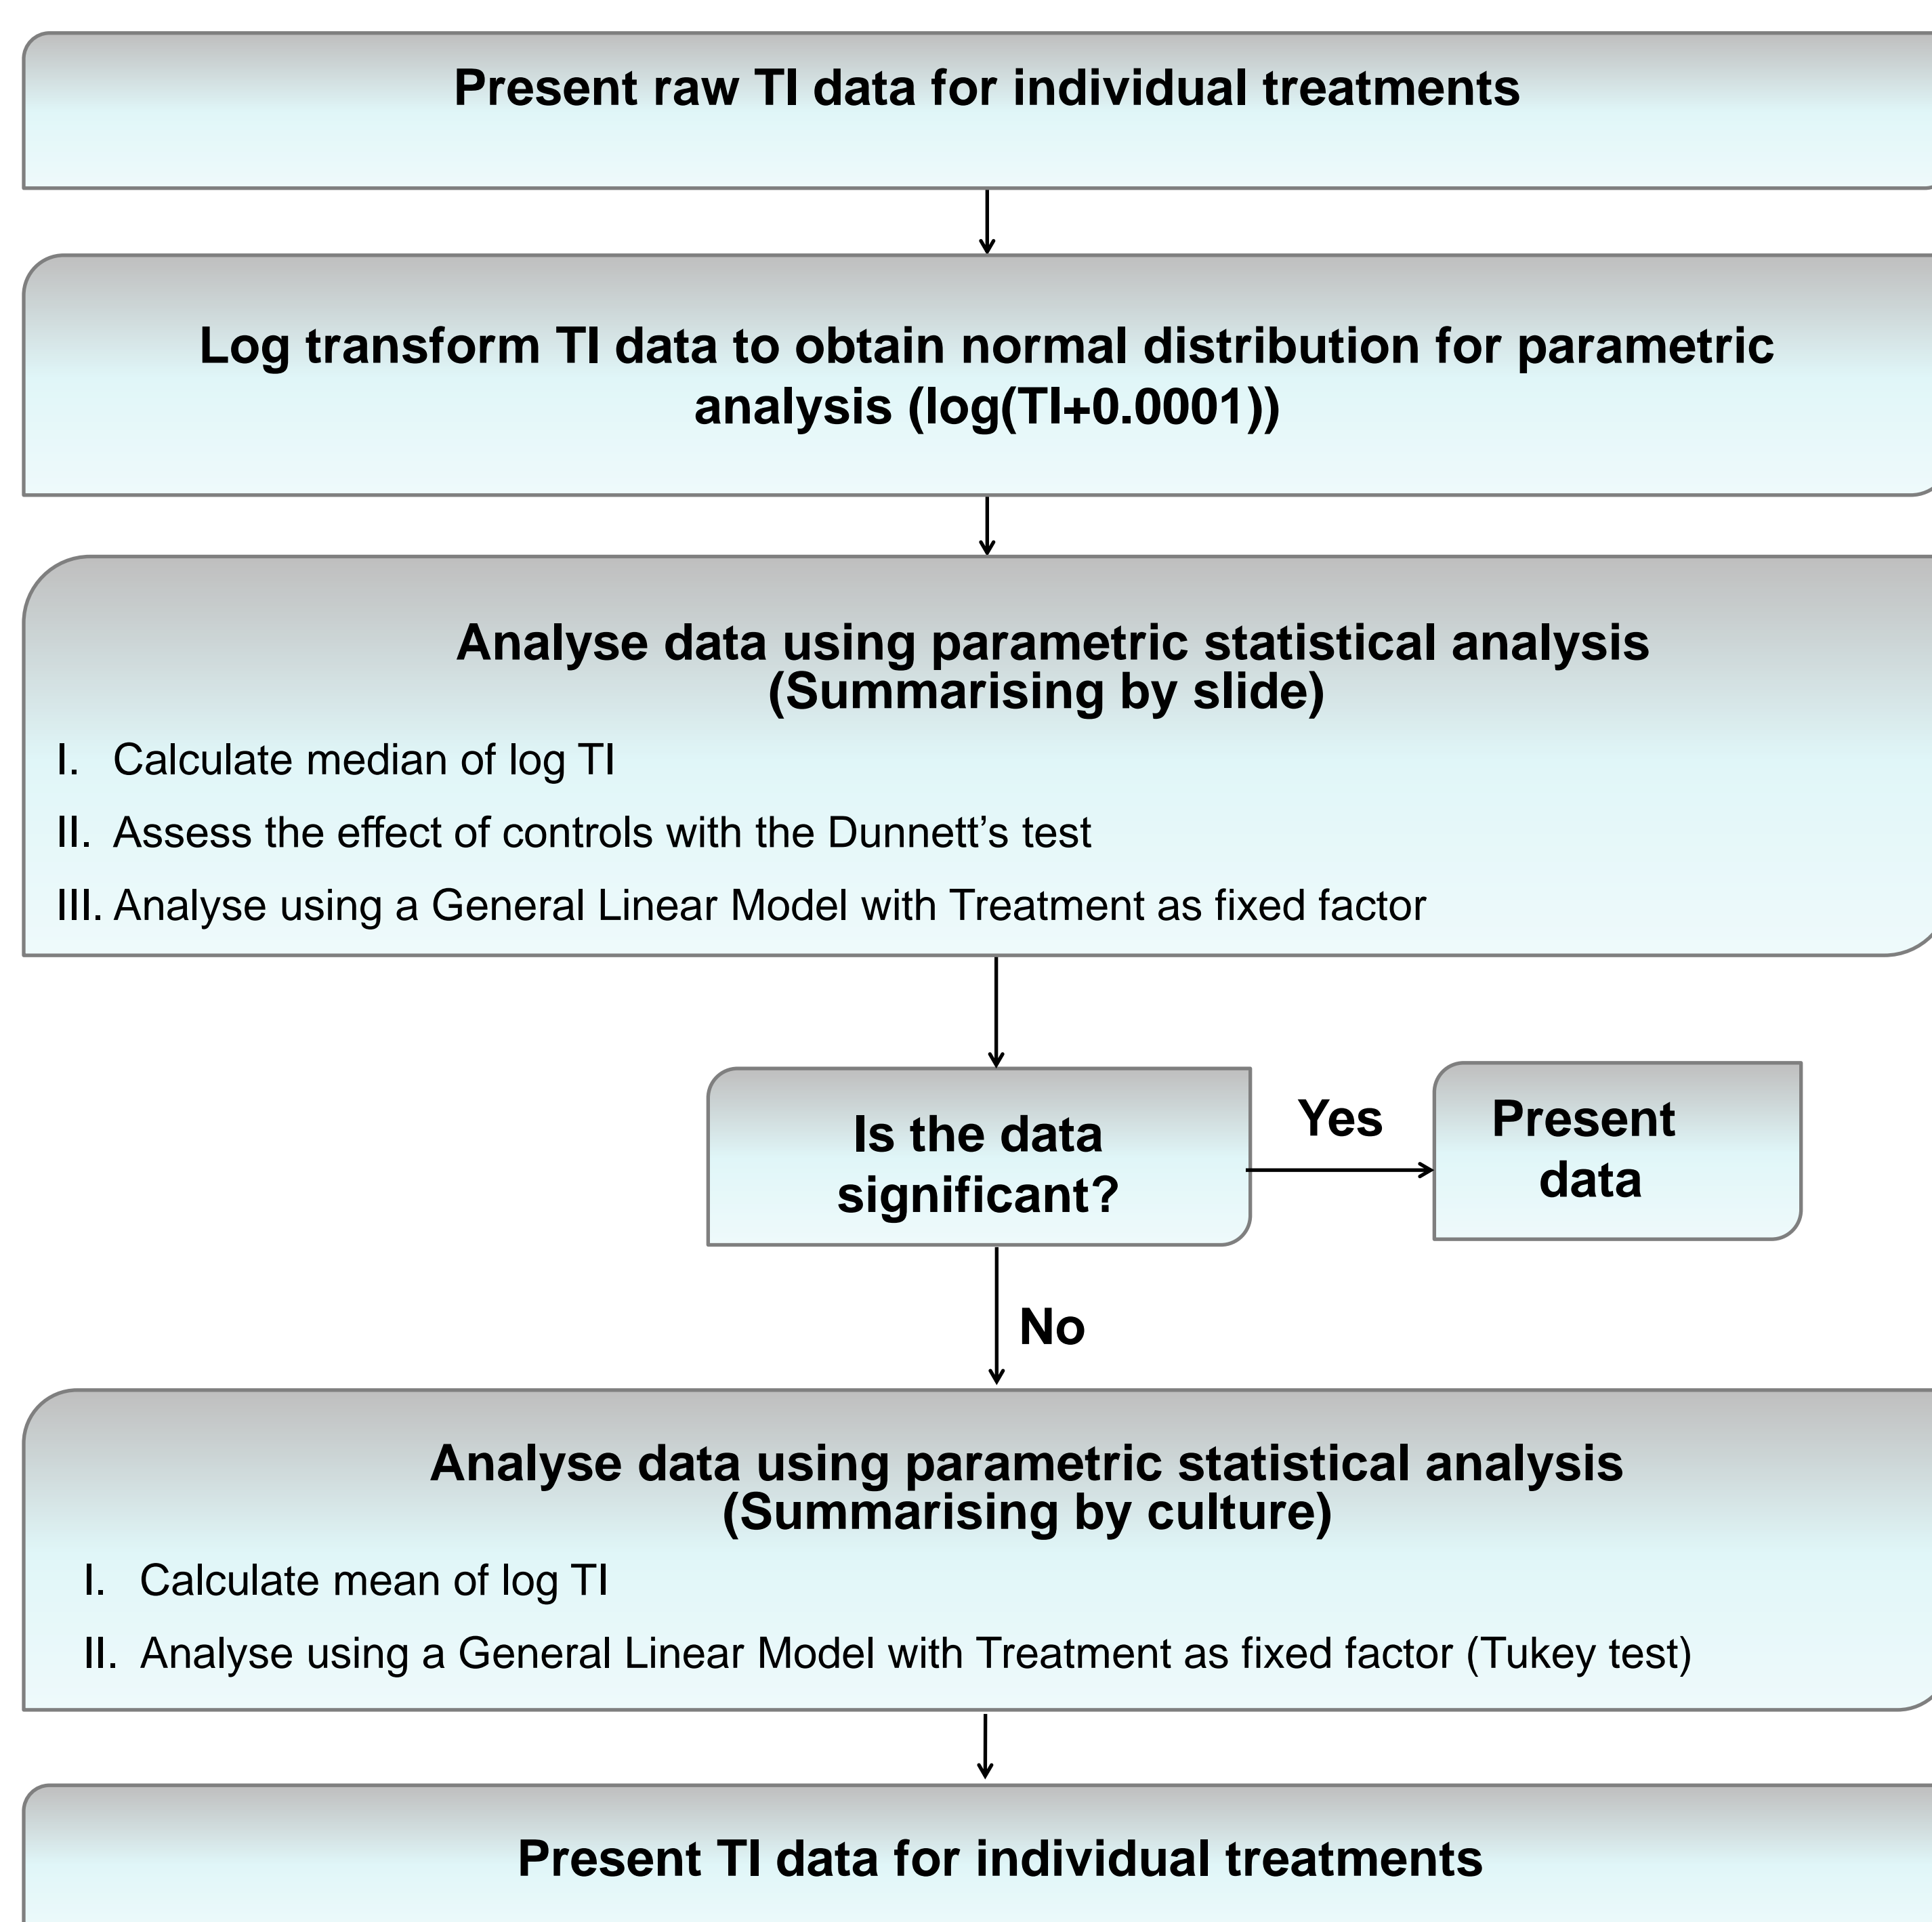 Present raw TI data for individual treatments
Log transform TI data to obtain normal distribution for parametric
analysis (log(TI+0.0001))
Analyse data using parametric statistical analysis
(Summarising by slide)
I. Calculate median of log TI
II. Assess the effect of controls with the Dunnett’s test
III. Analyse using a General Linear Model with Treatment as fixed factor
Is the data
significant?
Yes
Present
data
No
Analyse data using parametric statistical analysis
(Summarising by culture)
I. Calculate mean of log TI
II. Analyse using a General Linear Model with Treatment as fixed factor (Tukey test)
Present TI data for individual treatments